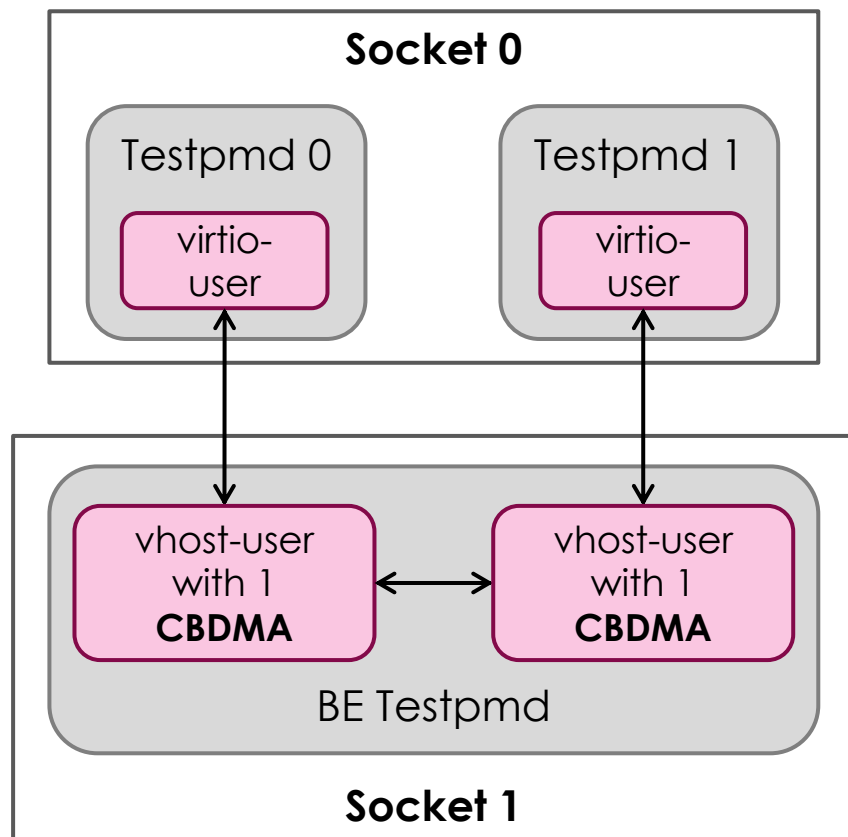 Socket 0
Testpmd 0
Testpmd 1
virtio-
user
virtio-
user
vhost-user
with 1
CBDMA
vhost-user
with 1
CBDMA
BE Testpmd
Socket 1